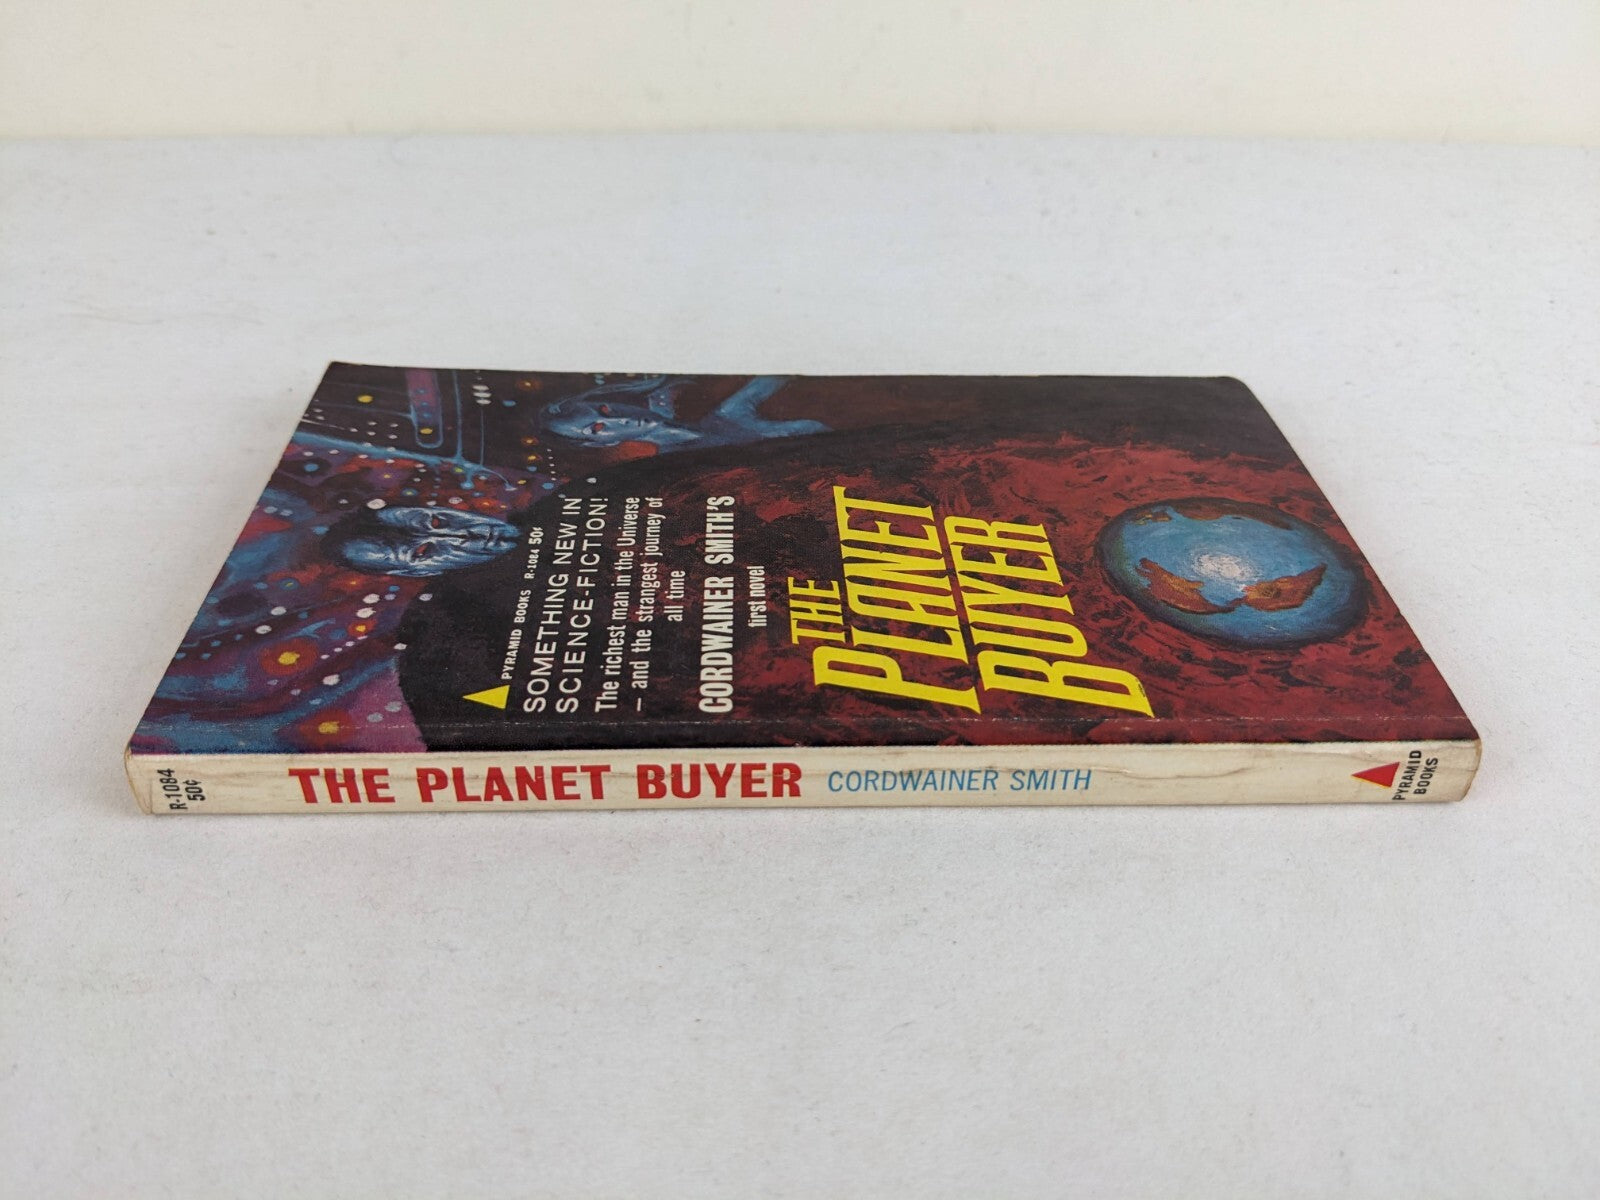 PYRAMID BOOKS R-1084 50¢
SOMETHING NEW IN
SCIENCE-FICTION!
The richest man in the Universe
– and the strangest journey of
all time
CORDWAINER SMITH'S
first novel
THE
PLANET
BUYER
R-1084
50¢
THE PLANET BUYER CORDWAINER SMITH
PYRAMID
BOOKS